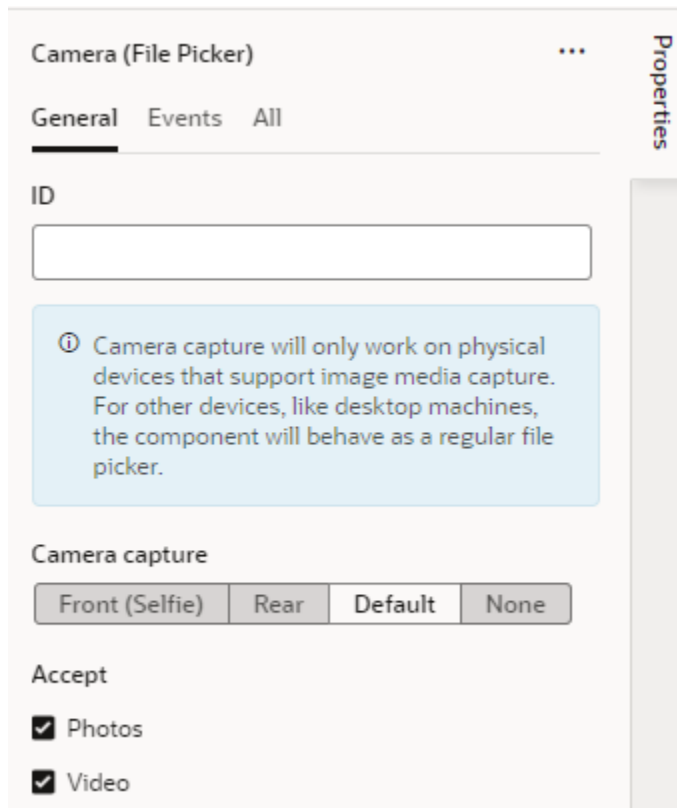 Camera (File Picker)
Properties
General Events All
ID
Camera capture will only work on physical
devices that support image media capture.
For other devices, like desktop machines,
the component will behave as a regular file
picker.
Camera capture
Front (Selfie) Rear Default None
Accept
Photos
Video